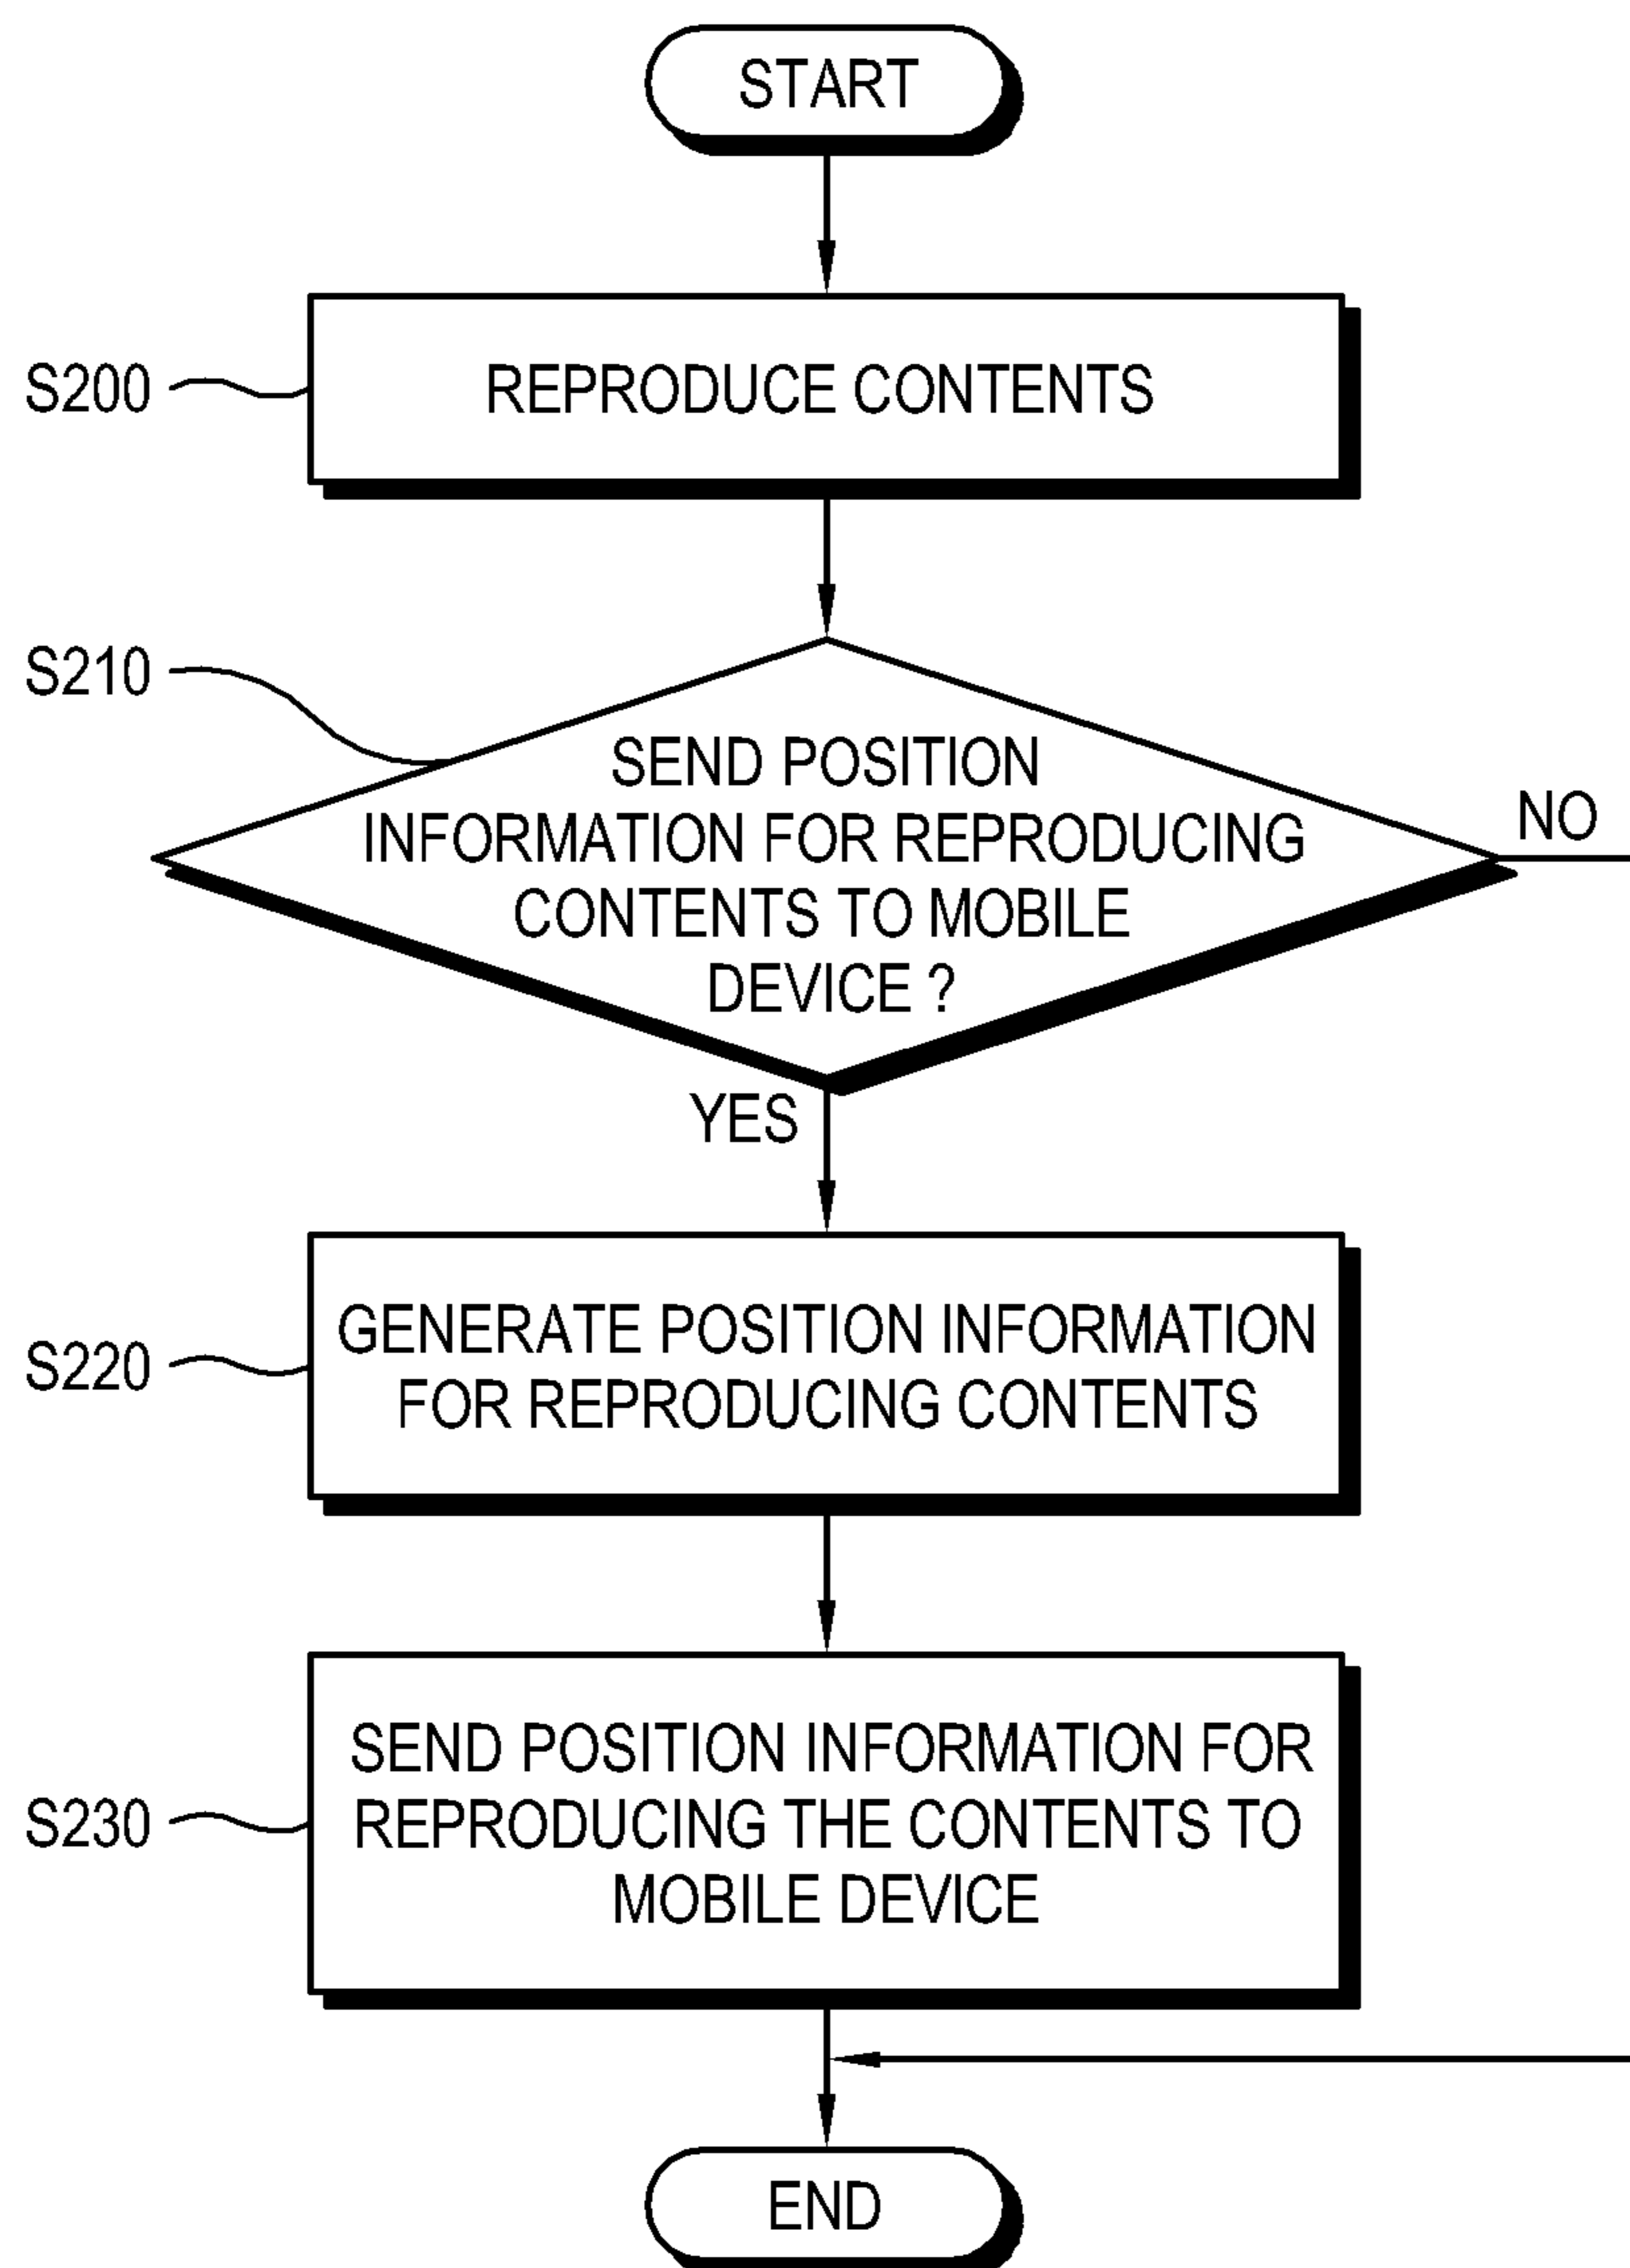 START
S200
REPRODUCE CONTENTS
S210
SEND POSITION
INFORMATION FOR REPRODUCING
CONTENTS TO MOBILE
DEVICE ?
NO
YES
S220
GENERATE POSITION INFORMATION
FOR REPRODUCING CONTENTS
S230
SEND POSITION INFORMATION FOR
REPRODUCING THE CONTENTS TO
MOBILE DEVICE
END